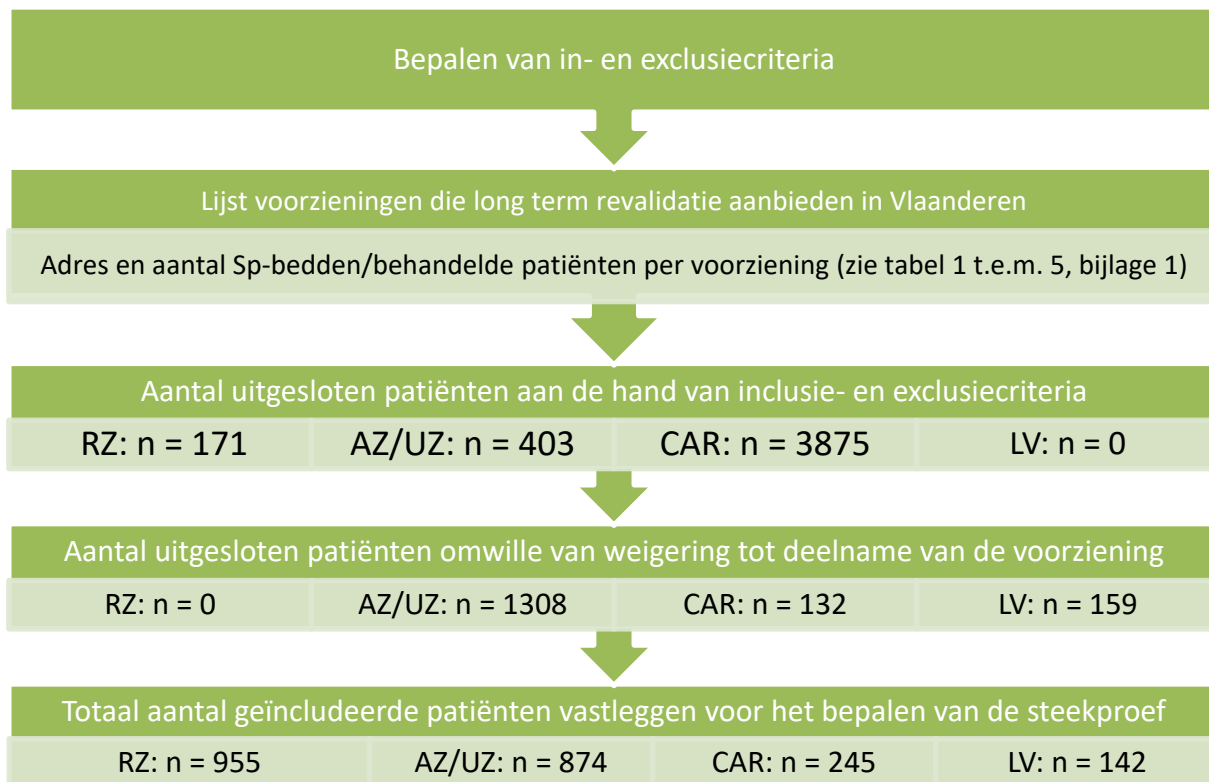 Bepalen van in- en exclusiecriteria
Lijst voorzieningen die long term revalidatie aanbieden in Vlaanderen
Adres en aantal Sp-bedden/behandelde patiënten per voorziening (zie tabel 1 t.e.m. 5, bijlage 1)
Aantal uitgesloten patiënten aan de hand van inclusie- en exclusiecriteria
RZ: n = 171 AZ/UZ: n = 403 CAR: n = 3875 LV: n = 0
Aantal uitgesloten patiënten omwille van weigering tot deelname van de voorziening
RZ: n = 0 AZ/UZ: n = 1308 CAR: n = 132 LV: n = 159
Totaal aantal geïncludeerde patiënten vastleggen voor het bepalen van de steekproef
RZ: n = 955 AZ/UZ: n = 874 CAR: n = 245 LV: n = 142